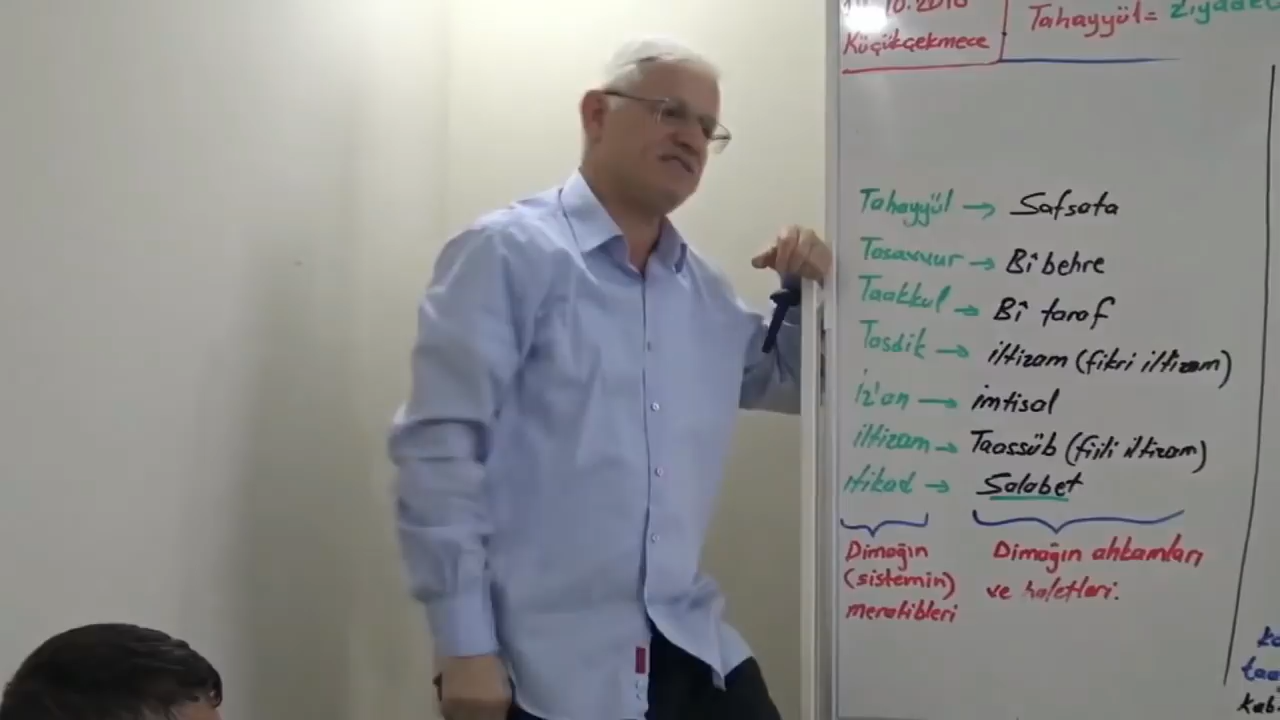 Küçükçekmece
Tahayyül =
Tahayyül → Safsata
Tasavvur → Bî behre
Taakkul → Bî taraf
Tasdik → iltizam (fikri iltizam)
İz'an → imtisal
iltizam → Taassüb (fiili iltizam)
itikad → Salabet
Dimağın
(sistemin)
meratibleri
Dimağın ahkamları
ve haletleri.